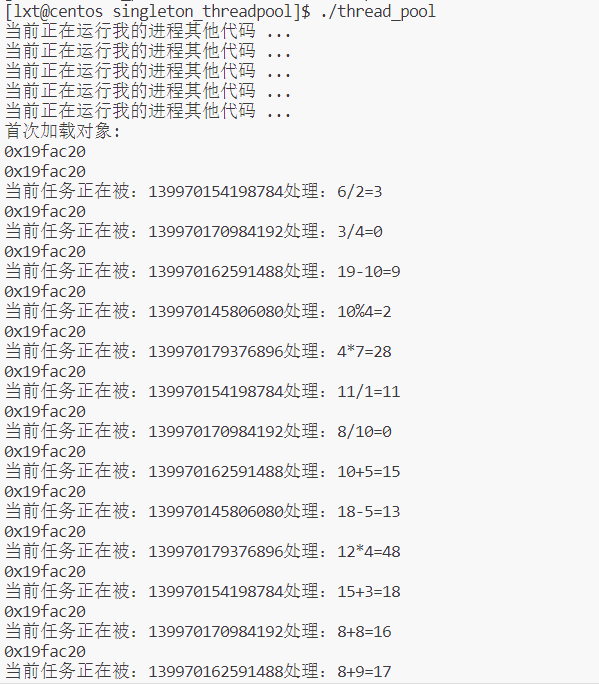 [lxt@centos singleton_threadpool]$ ./thread_pool
当前正在运行我的进程其他代码 ...
当前正在运行我的进程其他代码 ...
当前正在运行我的进程其他代码 ...
当前正在运行我的进程其他代码 ...
当前正在运行我的进程其他代码 ...
首次加载对象:
0x19fac20
0x19fac20
当前任务正在被：139970154198784处理：6/2=3
0x19fac20
当前任务正在被：139970170984192处理：3/4=0
0x19fac20
当前任务正在被：139970162591488处理：19-10=9
0x19fac20
当前任务正在被：139970145806080处理：10%4=2
0x19fac20
当前任务正在被：139970179376896处理：4*7=28
0x19fac20
当前任务正在被：139970154198784处理：11/1=11
0x19fac20
当前任务正在被：139970170984192处理：8/10=0
0x19fac20
当前任务正在被：139970162591488处理：10+5=15
0x19fac20
当前任务正在被：139970145806080处理：18-5=13
0x19fac20
当前任务正在被：139970179376896处理：12*4=48
0x19fac20
当前任务正在被：139970154198784处理：15+3=18
0x19fac20
当前任务正在被：139970170984192处理：8+8=16
0x19fac20
当前任务正在被：139970162591488处理：8+9=17